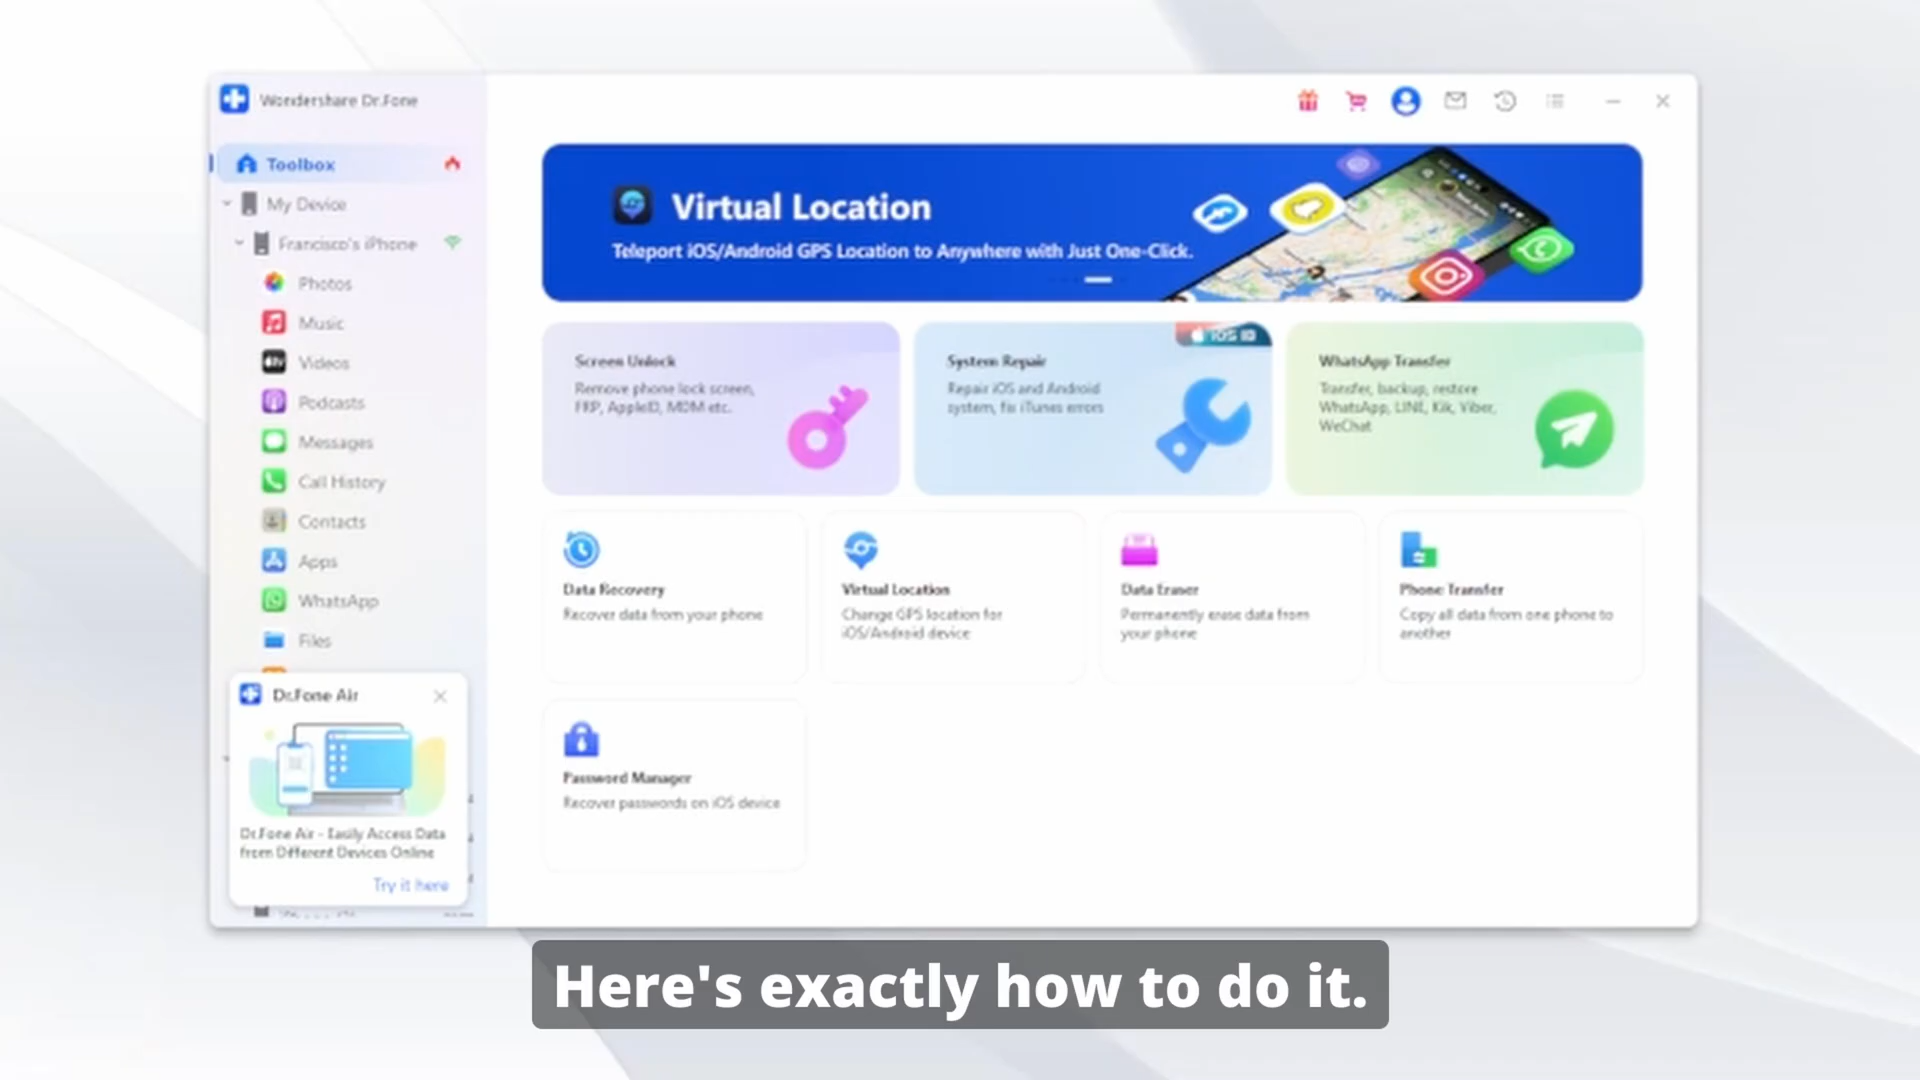 Wondershare Dr.Fone
Toolbox
My Device
Francisco's iPhone
Photos
Music
Videos
Podcasts
Messages
Call History
Contacts
Apps
WhatsApp
Files
Dr.Fone Air
Dr.Fone Air - Easily Access Data
from Different Devices Online
Try it here
Virtual Location
Teleport iOS/Android GPS Location to Anywhere with Just One-Click.
Screen Unlock
Remove phone lock screen,
FRP, AppleID, MDM etc.
System Repair
Repair iOS and Android
system, fix iTunes errors
WhatsApp Transfer
Transfer, backup, restore
WhatsApp, LINE, Kik, Viber,
WeChat
Data Recovery
Recover data from your phone
Virtual Location
Change GPS location for
iOS/Android device
Data Eraser
Permanently erase data from
your phone
Phone Transfer
Copy all data from one phone to
another
Password Manager
Recover passwords on iOS device
Here's exactly how to do it.